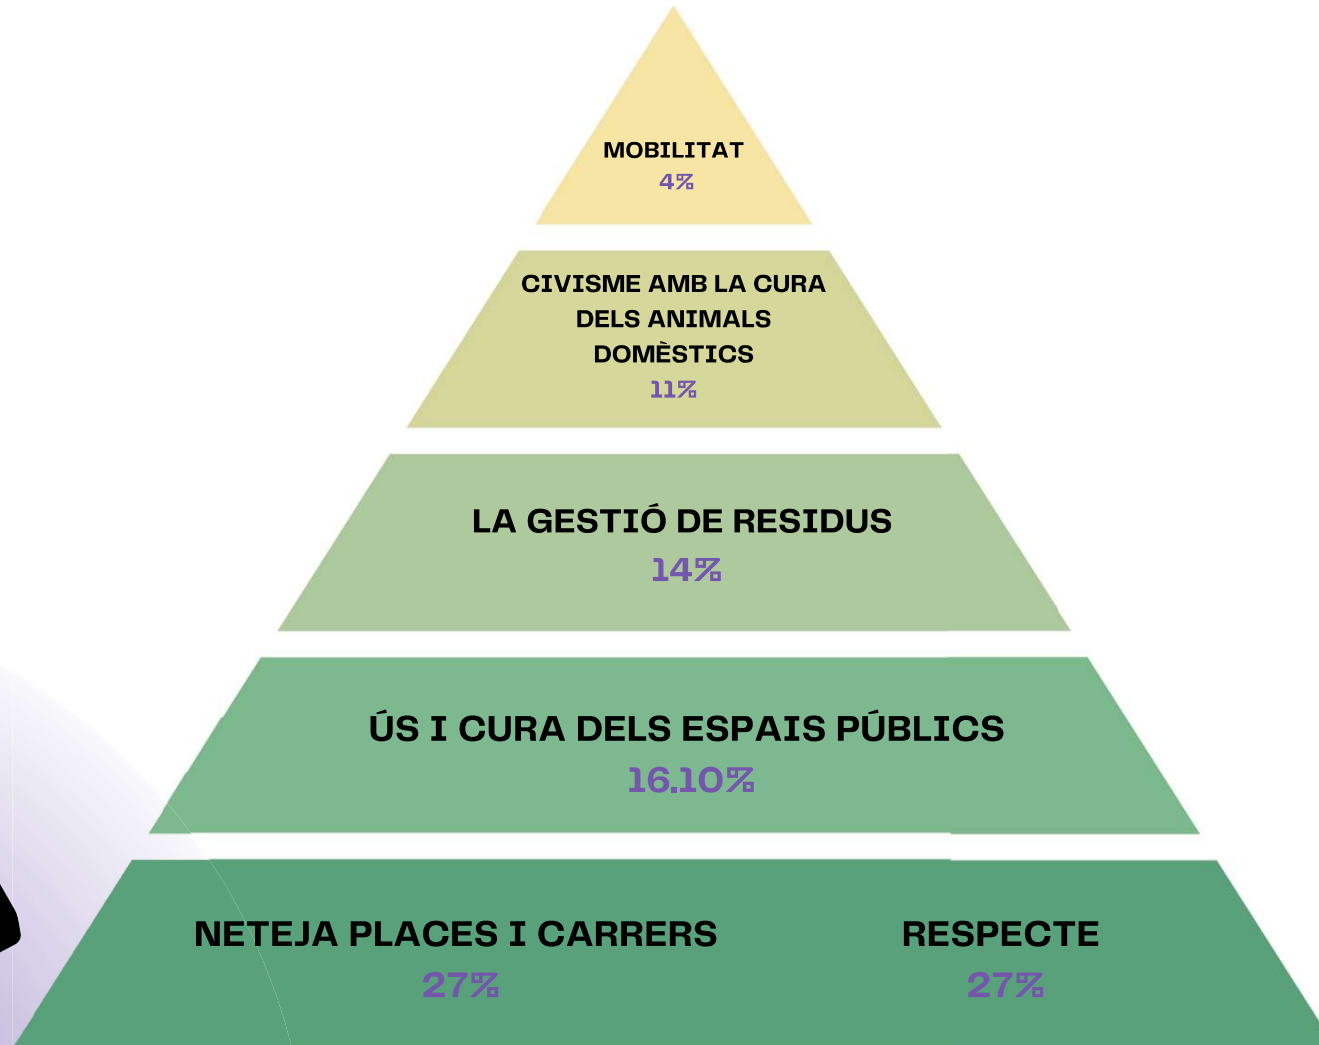 MOBILITAT
4%
CIVISME AMB LA CURA
DELS ANIMALS
DOMÈSTICS
11%
LA GESTIÓ DE RESIDUS
14%
ÚS I CURA DELS ESPAIS PÚBLICS
16.10%
NETEJA PLACES I CARRERS
27%
RESPECTE
27%